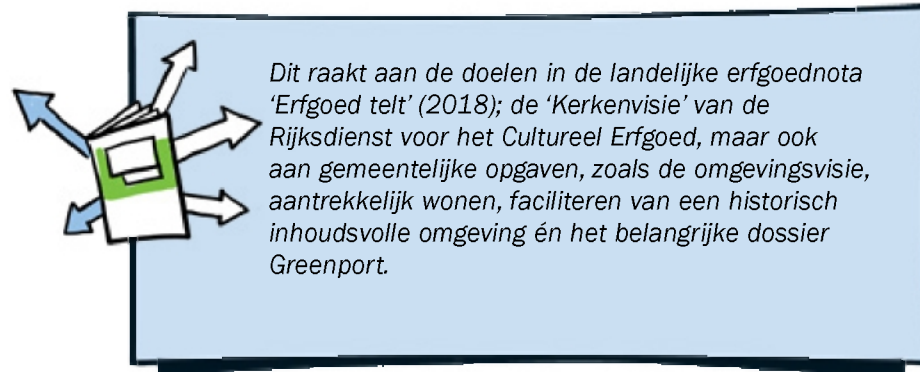 Dit raakt aan de doelen in de landelijke erfgoednota
‘Erfgoed telt’ (2018); de ‘Kerkenvisie’ van de
Rijksdienst voor het Cultureel Erfgoed, maar ook
aan gemeentelijke opgaven, zoals de omgevingsvisie,
aantrekkelijk wonen, faciliteren van een historisch
inhoudsvolle omgeving én het belangrijke dossier
Greenport.